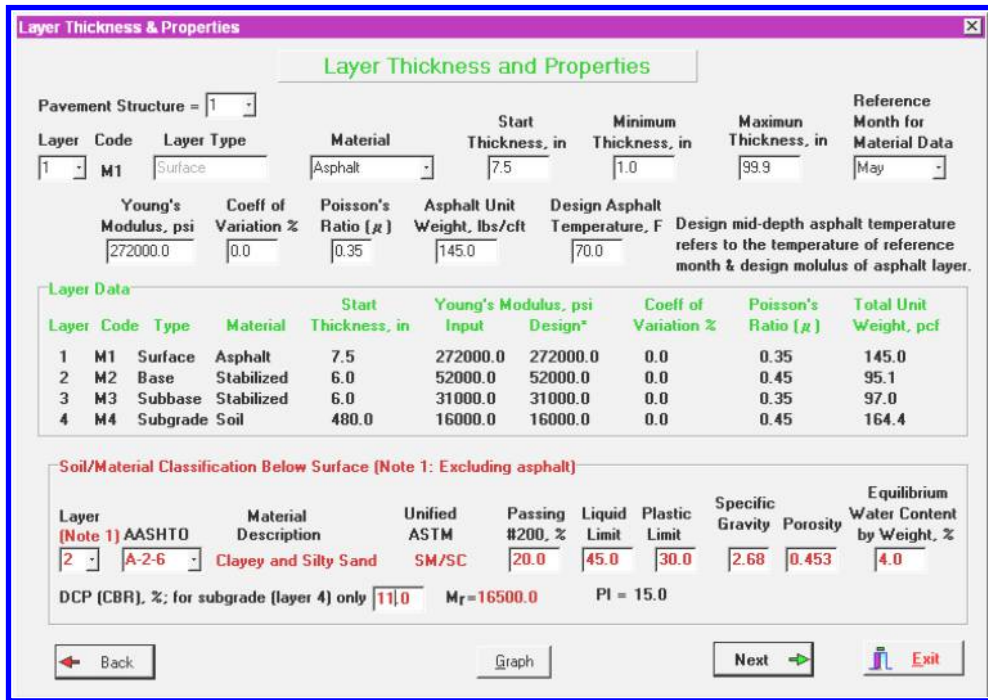 Layer Thickness & Properties
Layer Thickness and Properties
Pavement Structure = 1
Layer Code Layer Type Material Start Thickness, in Minimum Thickness, in Maximun Thickness, in Reference Month for Material Data
1 M1 Surface Asphalt 7.5 1.0 99.9 May
Young's Modulus, psi Coeff of Variation % Poisson's Ratio (μ) Asphalt Unit Weight, lbs/cft Design Asphalt Temperature, F
272000.0 0.0 0.35 145.0 70.0
Design mid-depth asphalt temperature
refers to the temperature of reference
month & design molulus of asphalt layer.
Layer Data
Start Young's Modulus, psi Coeff of Poisson's Total Unit
Layer Code Type Material Thickness, in Input Design* Variation % Ratio (μ) Weight, pcf
1 M1 Surface Asphalt 7.5 272000.0 272000.0 0.0 0.35 145.0
2 M2 Base Stabilized 6.0 52000.0 52000.0 0.0 0.45 95.1
3 M3 Subbase Stabilized 6.0 31000.0 31000.0 0.0 0.35 97.0
4 M4 Subgrade Soil 480.0 16000.0 16000.0 0.0 0.45 164.4
Soil/Material Classification Below Surface (Note 1: Excluding asphalt)
Layer (Note 1) AASHTO Material Description Unified ASTM Passing #200, % Liquid Limit Plastic Limit Specific Gravity Porosity Equilibrium Water Content by Weight, %
2 A-2-6 Clayey and Silty Sand SM/SC 20.0 45.0 30.0 2.68 0.453 4.0
DCP (CBR), %; for subgrade (layer 4) only 11.0 Mr=16500.0 PI = 15.0
Back Graph Next Exit